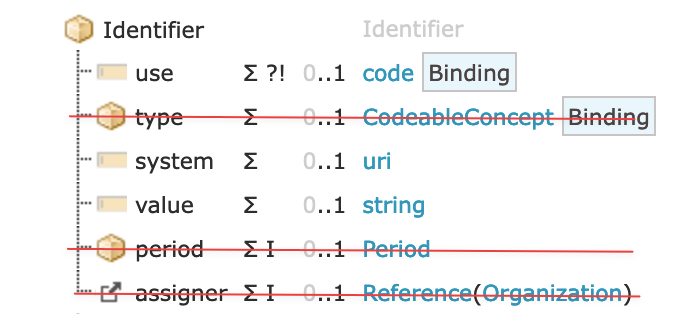 Identifier Identifier
use Σ ?! 0..1 code Binding
type Σ 0..1 CodeableConcept Binding
system Σ 0..1 uri
value Σ 0..1 string
period Σ I 0..1 Period
assigner Σ I 0..1 Reference(Organization)